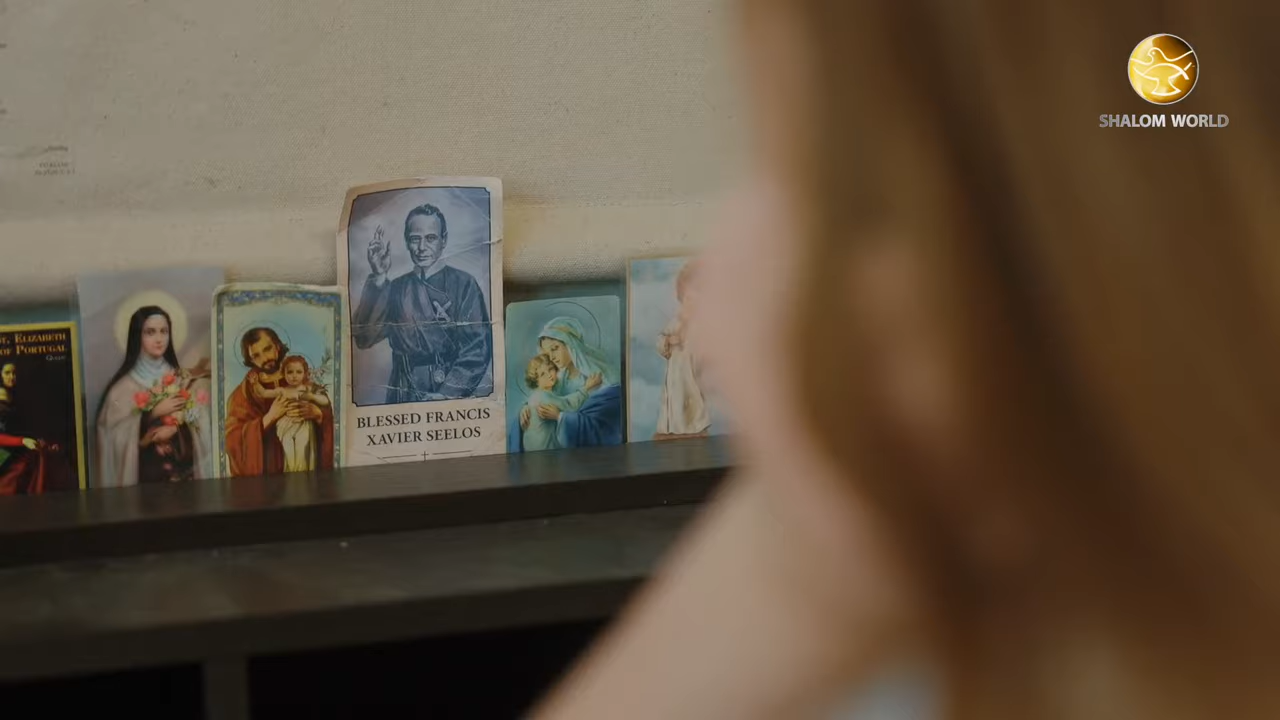 SHALOM WORLD
ST. ELIZABETH
OF PORTUGAL
BLESSED FRANCIS
XAVIER SEELOS